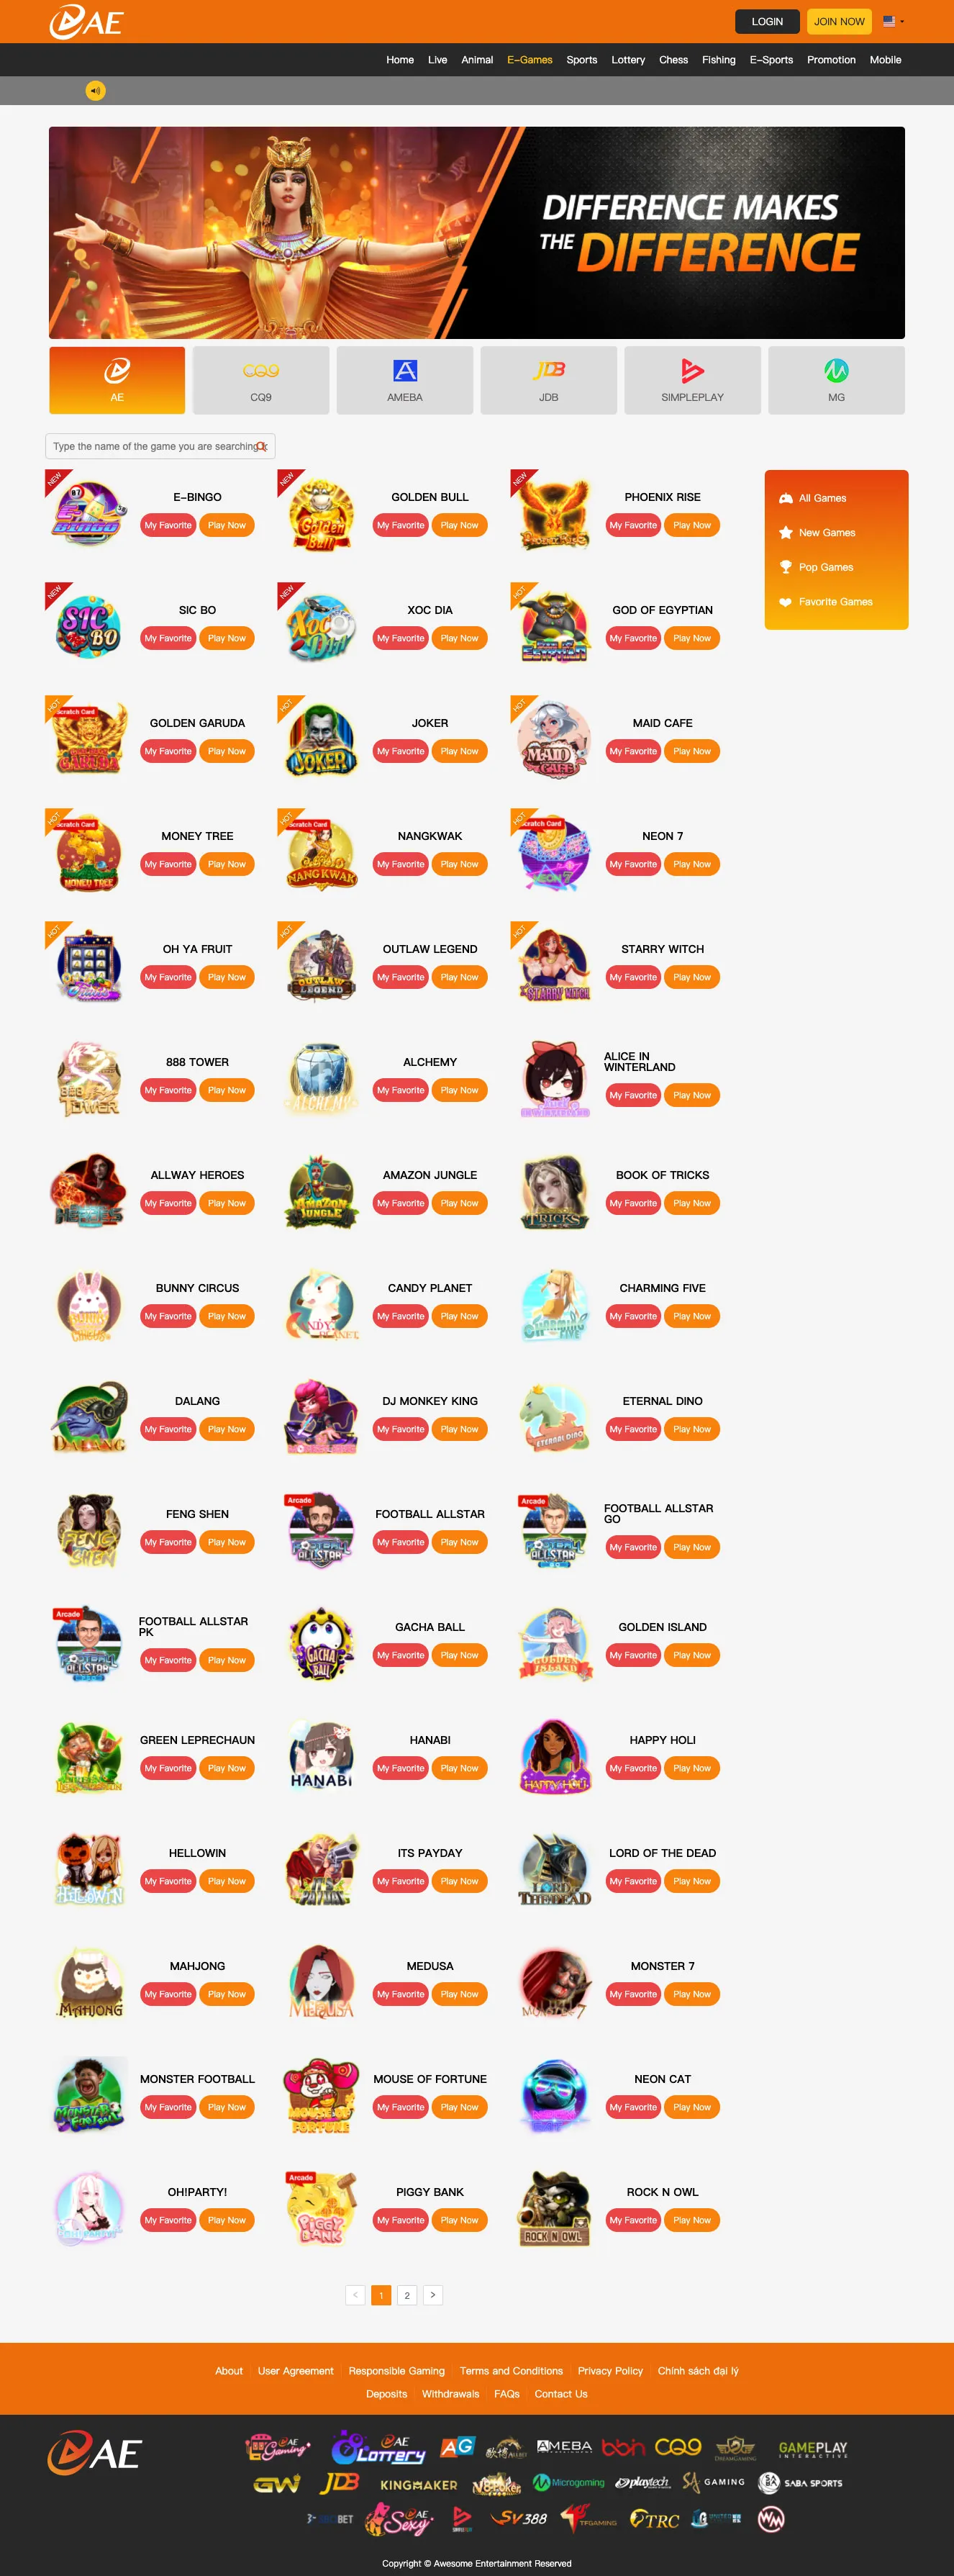 AE
LOGIN
JOIN NOW
Home Live Animal E-Games Sports Lottery Chess Fishing E-Sports Promotion Mobile
DIFFERENCE MAKES
THE DIFFERENCE
AE CQ9 AMEBA JDB SIMPLEPLAY MG
Type the name of the game you are searching
All Games
New Games
Pop Games
Favorite Games
NEW E-BINGO NEW GOLDEN BULL NEW PHOENIX RISE
My Favorite Play Now My Favorite Play Now My Favorite Play Now
NEW SIC BO NEW XOC DIA HOT GOD OF EGYPTIAN
My Favorite Play Now My Favorite Play Now My Favorite Play Now
HOT GOLDEN GARUDA HOT JOKER HOT MAID CAFE
My Favorite Play Now My Favorite Play Now My Favorite Play Now
HOT MONEY TREE HOT NANGKWAK HOT NEON 7
My Favorite Play Now My Favorite Play Now My Favorite Play Now
HOT OH YA FRUIT HOT OUTLAW LEGEND HOT STARRY WITCH
My Favorite Play Now My Favorite Play Now My Favorite Play Now
888 TOWER ALCHEMY ALICE IN
WINTERLAND
My Favorite Play Now My Favorite Play Now My Favorite Play Now
ALLWAY HEROES AMAZON JUNGLE BOOK OF TRICKS
My Favorite Play Now My Favorite Play Now My Favorite Play Now
BUNNY CIRCUS CANDY PLANET CHARMING FIVE
My Favorite Play Now My Favorite Play Now My Favorite Play Now
DALANG DJ MONKEY KING ETERNAL DINO
My Favorite Play Now My Favorite Play Now My Favorite Play Now
FENG SHEN Arcade FOOTBALL ALLSTAR Arcade FOOTBALL ALLSTAR
GO
My Favorite Play Now My Favorite Play Now My Favorite Play Now
Arcade FOOTBALL ALLSTAR
PK GACHA BALL GOLDEN ISLAND
My Favorite Play Now My Favorite Play Now My Favorite Play Now
GREEN LEPRECHAUN HANABI HAPPY HOLI
My Favorite Play Now My Favorite Play Now My Favorite Play Now
HELLOWIN ITS PAYDAY LORD OF THE DEAD
My Favorite Play Now My Favorite Play Now My Favorite Play Now
MAHJONG MEDUSA MONSTER 7
My Favorite Play Now My Favorite Play Now My Favorite Play Now
MONSTER FOOTBALL MOUSE OF FORTUNE NEON CAT
My Favorite Play Now My Favorite Play Now My Favorite Play Now
OH!PARTY! Arcade PIGGY BANK ROCK N OWL
My Favorite Play Now My Favorite Play Now My Favorite Play Now
< 1 2 >
About User Agreement Responsible Gaming Terms and Conditions Privacy Policy Chính sách đại lý
Deposits Withdrawals FAQs Contact Us
AE
AE Gaming AE Lottery AG AMEBA bbin CQ9 DREAMGAMING GAMEPLAY INTERACTIVE
GW JDB KINGMAKER V8Poker Microgaming playtech SA GAMING SABA SPORTS
AE Sexy SV388 TFGAMING TRC WM
Copyright © Awesome Entertainment Reserved